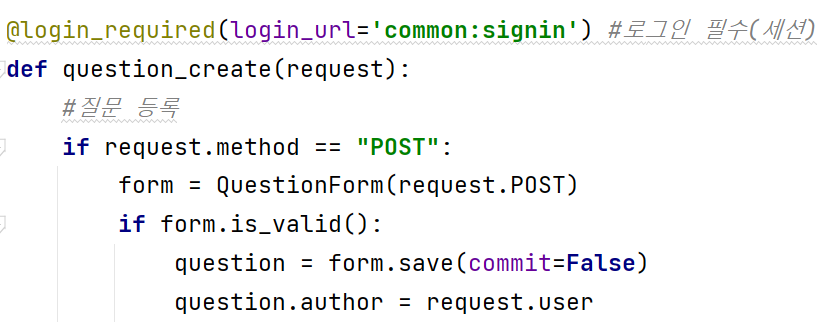 @login_required(login_url='common:signin') #로그인 필수(세션)
def question_create(request):
    #질문 등록
    if request.method == "POST":
        form = QuestionForm(request.POST)
        if form.is_valid():
            question = form.save(commit=False)
            question.author = request.user